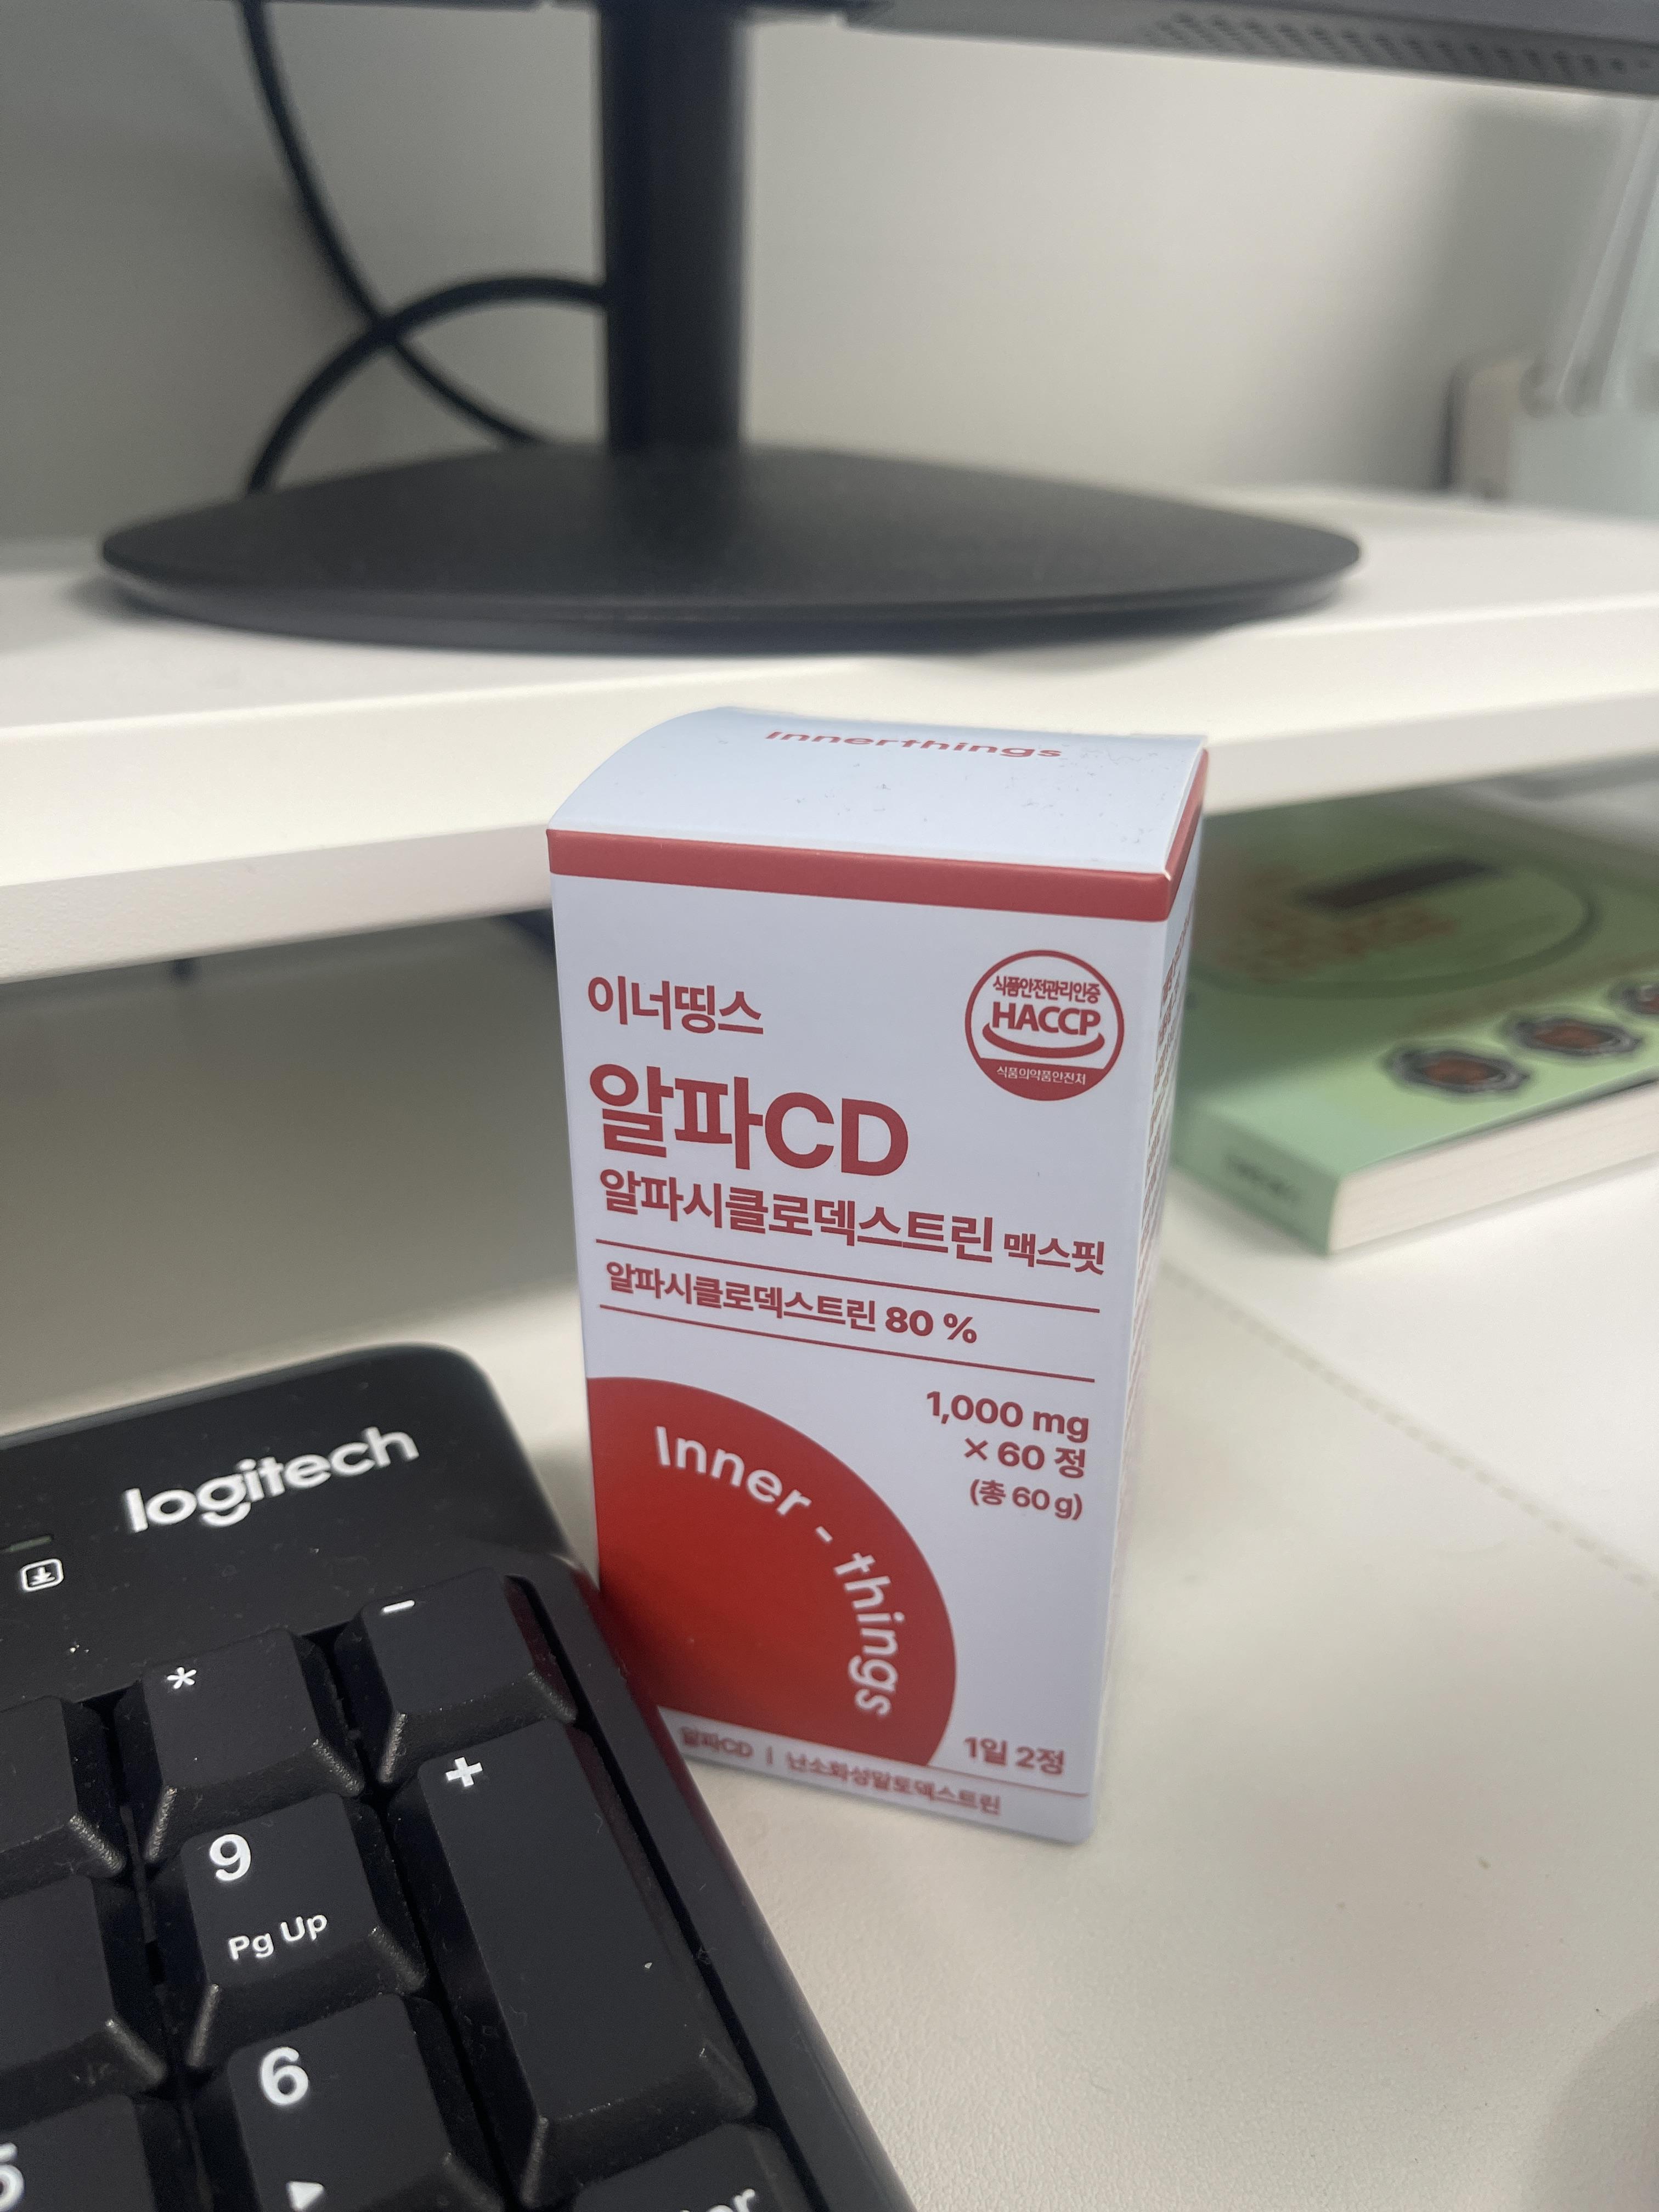 Innerthings
이너띵스
식품안전관리인증
HACCP
식품의약품안전처
알파CD
알파시클로덱스트린 맥스핏
알파시클로덱스트린 80 %
1,000 mg
× 60 정
(총 60 g)
Inner - things
1일 2정
알파CD | 난소화성말토덱스트린
logitech
*
-
+
9
Pg Up
6
5